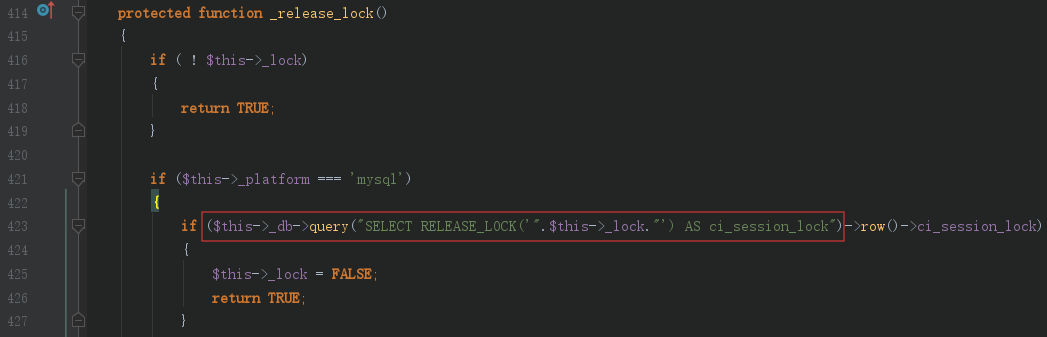 414 protected function _release_lock()
415 {
416 if ( ! $this->_lock)
417 {
418 return TRUE;
419 }
420
421 if ($this->_platform === 'mysql')
422 {
423 if ($this->_db->query("SELECT RELEASE_LOCK('".$this->_lock."') AS ci_session_lock")->row()->ci_session_lock)
424 {
425 $this->_lock = FALSE;
426 return TRUE;
427 }